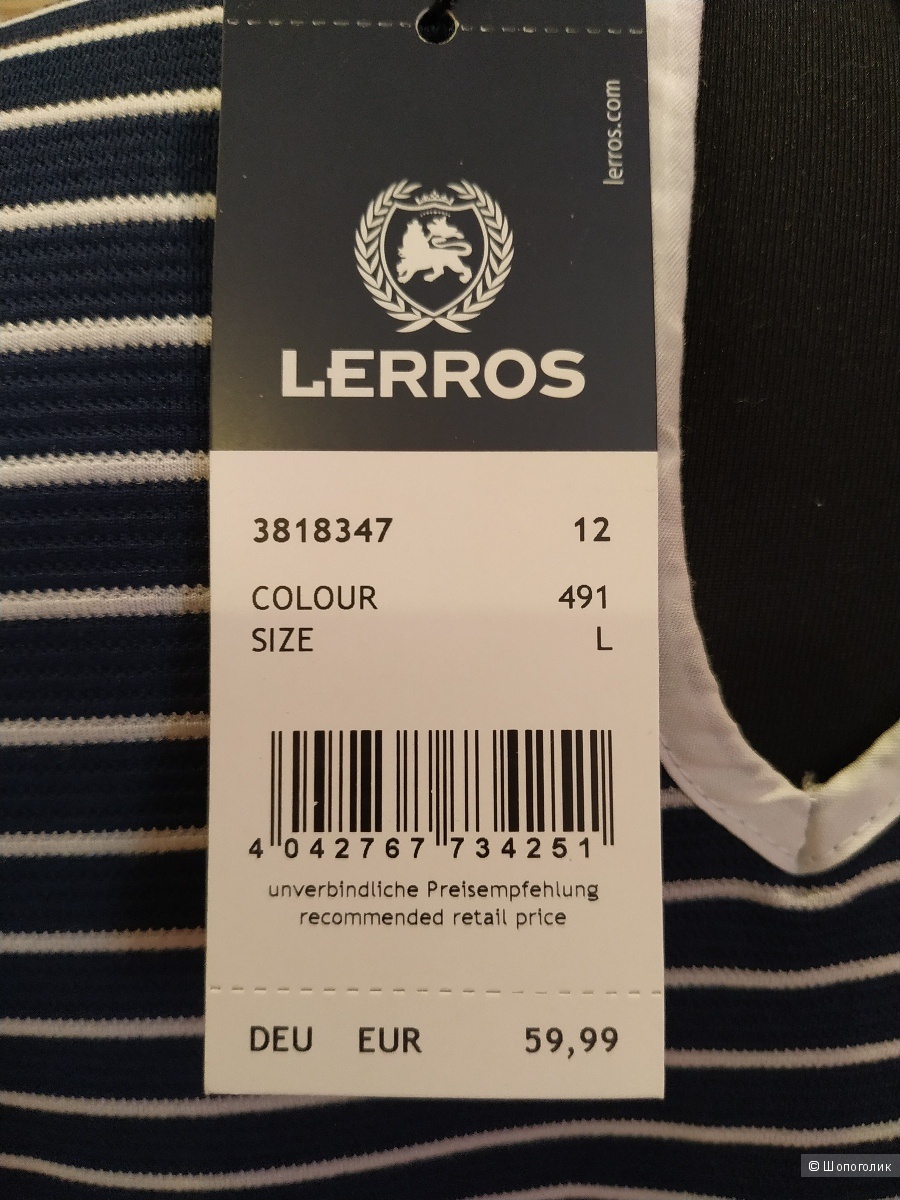 lerros.com
LERROS
3818347 12
COLOUR 491
SIZE L
4 042767 734251
unverbindliche Preisempfehlung
recommended retail price
DEU EUR 59,99
© Шопоголик